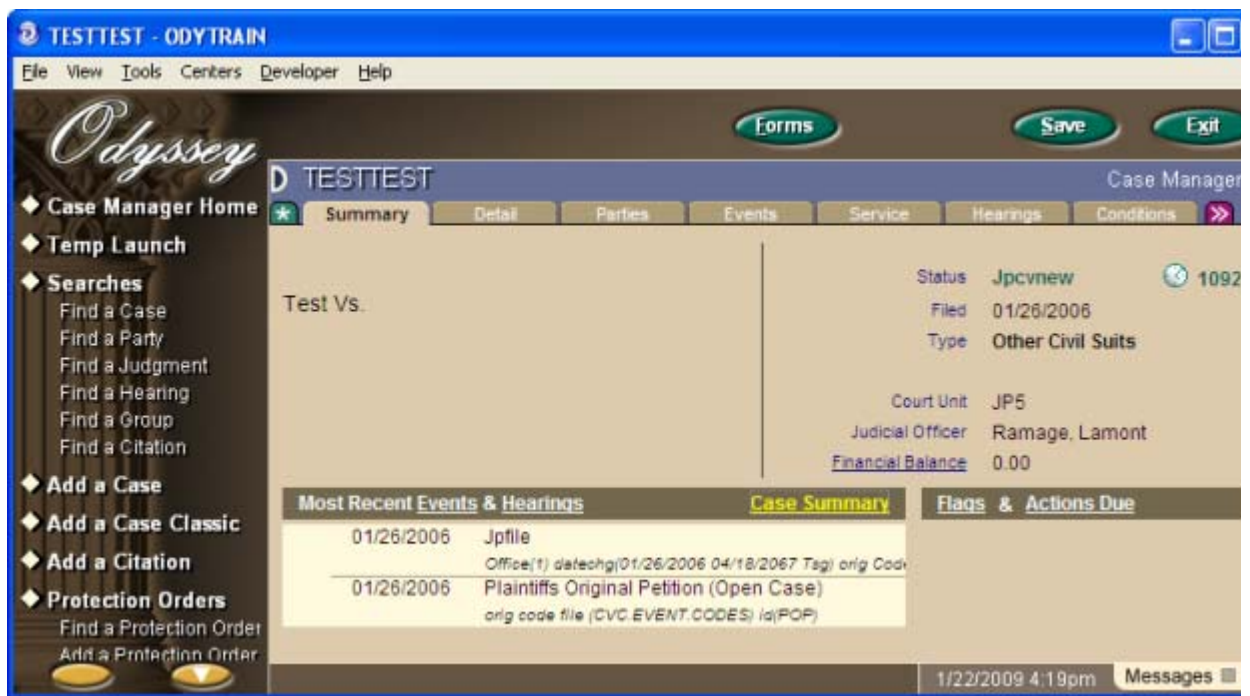 TESTTEST - ODYTRAIN
File View Tools Centers Developer Help
Odyssey
Forms Save Exit
D TESTTEST Case Manager
* Summary Detail Parties Events Service Hearings Conditions »
Case Manager Home
Temp Launch
Searches
Find a Case
Find a Party
Find a Judgment
Find a Hearing
Find a Group
Find a Citation
Add a Case
Add a Case Classic
Add a Citation
Protection Orders
Find a Protection Order
Add a Protection Order
Test Vs.
Status Jpcvnew 1092
Filed 01/26/2006
Type Other Civil Suits
Court Unit JP5
Judicial Officer Ramage, Lamont
Financial Balance 0.00
Most Recent Events & Hearings Case Summary
01/26/2006 Jpfile
Office(1) datechg(01/26/2006 04/18/2067 Tsg) orig Code
01/26/2006 Plaintiffs Original Petition (Open Case)
orig code file (CVC.EVENT.CODES) id(POP)
Flags & Actions Due
1/22/2009 4:19pm Messages